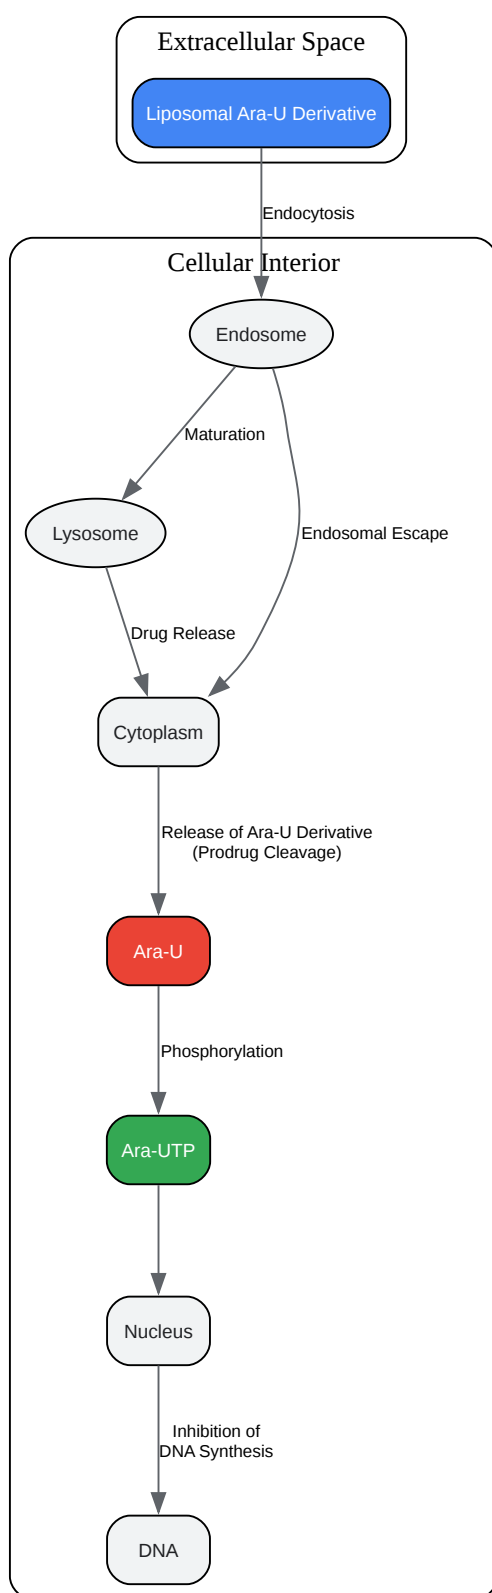 Extracellular Space
Liposomal Ara-U Derivative
Endocytosis
Cellular Interior
Endosome
Maturation
Lysosome
Endosomal Escape
Drug Release
Cytoplasm
Release of Ara-U Derivative
(Prodrug Cleavage)
Ara-U
Phosphorylation
Ara-UTP
Nucleus
Inhibition of
DNA Synthesis
DNA